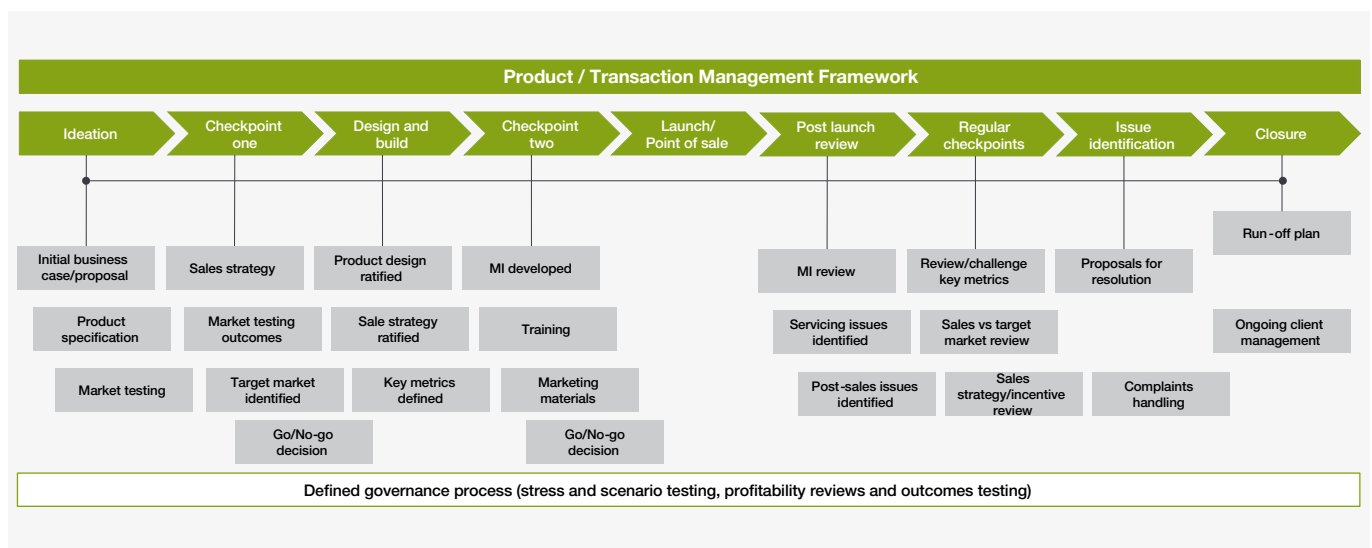 Product / Transaction Management Framework
Ideation
Checkpoint
one
Design and
build
Checkpoint
two
Launch/
Point of sale
Post launch
review
Regular
checkpoints
Issue
identification
Closure
Initial business
case/proposal
Product
specification
Market testing
Sales strategy
Market testing
outcomes
Target market
identified
Go/No-go
decision
Product design
ratified
Sale strategy
ratified
Key metrics
defined
MI developed
Training
Marketing
materials
Go/No-go
decision
MI review
Servicing issues
identified
Post-sales issues
identified
Review/challenge
key metrics
Sales vs target
market review
Sales
strategy/incentive
review
Proposals for
resolution
Complaints
handling
Run-off plan
Ongoing client
management
Defined governance process (stress and scenario testing, profitability reviews and outcomes testing)